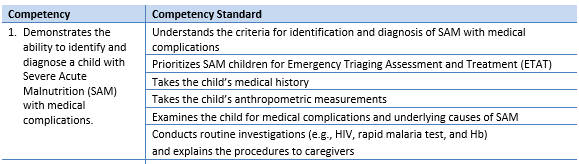 Competency Competency Standard
1. Demonstrates the ability to identify and diagnose a child with Severe Acute Malnutrition (SAM) with medical complications.
Understands the criteria for identification and diagnosis of SAM with medical
complications
Prioritizes SAM children for Emergency Triaging Assessment and Treatment (ETAT)
Takes the child's medical history
Takes the child's anthropometric measurements
Examines the child for medical complications and underlying causes of SAM
Conducts routine investigations (e.g., HIV, rapid malaria test, and Hb)
and explains the procedures to caregivers